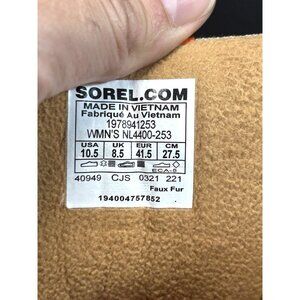 SOREL.COM
MADE IN VIETNAM
Fabriqué Au Vietnam
1978941253
WMN'S NL4400-253
USA UK EUR CM
10.5 8.5 41.5 27.5
ECA-S
40949 CJS 0321 221
Faux Fur
194004757852